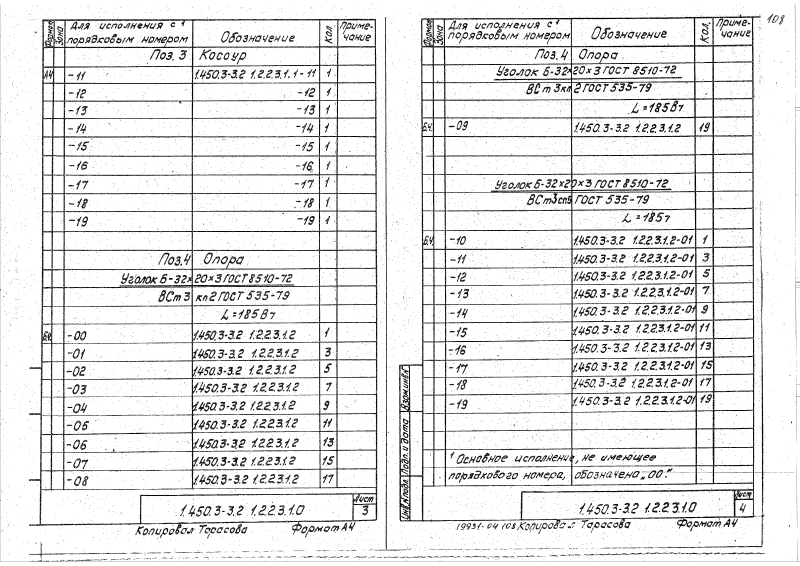 Формат Зона Для исполнения с¹ порядковым номером Обозначение Кол. Приме-чание
Поз. 3 Косоур
А4 -11 1.450.3-3.2 1.2.2.3.1.1-11 1
-12 -12 1
-13 -13 1
-14 -14 1
-15 -15 1
-16 -16 1
-17 -17 1
-18 -18 1
-19 -19 1
Поз.4 Опора
Уголок Б-32×20×3 ГОСТ 8510-72
ВСт 3 кп2 ГОСТ 535-79
L=185 Вт
Б.Ч. -00 1.450.3-3.2 1.2.2.3.1.2 1
-01 1.450.3-3.2 1.2.2.3.1.2 3
-02 1.450.3-3.2 1.2.2.3.1.2 5
-03 1.450.3-3.2 1.2.2.3.1.2 7
-04 1.450.3-3.2 1.2.2.3.1.2 9
-05 1.450.3-3.2 1.2.2.3.1.2 11
-06 1.450.3-3.2 1.2.2.3.1.2 13
-07 1.450.3-3.2 1.2.2.3.1.2 15
-08 1.450.3-3.2 1.2.2.3.1.2 17
1.450.3-3.2 1.2.2.3.1.0 Лист 3
Копировал Тарасова Формат А4
108
Формат Зона Для исполнения с¹ порядковым номером Обозначение Кол. Приме-чание
Поз.4 Опора
Уголок Б-32×20×3 ГОСТ 8510-72
ВСт 3кп2 ГОСТ 535-79
L=185 Вт
Б.Ч. -09 1.450.3-3.2 1.2.2.3.1.2 19
Уголок Б-32×20×3 ГОСТ 8510-72
ВСт3сп5 ГОСТ 535-79
L=185т
Б.Ч. -10 1.450.3-3.2 1.2.2.3.1.2-01 1
-11 1.450.3-3.2 1.2.2.3.1.2-01 3
-12 1.450.3-3.2 1.2.2.3.1.2-01 5
-13 1.450.3-3.2 1.2.2.3.1.2-01 7
-14 1.450.3-3.2 1.2.2.3.1.2-01 9
-15 1.450.3-3.2 1.2.2.3.1.2-01 11
-16 1.450.3-3.2 1.2.2.3.1.2-01 13
-17 1.450.3-3.2 1.2.2.3.1.2-01 15
-18 1.450.3-3.2 1.2.2.3.1.2-01 17
-19 1.450.3-3.2 1.2.2.3.1.2-01 19
¹ Основное исполнение, не имеющее
порядкового номера, обозначено „00."
Инв.№подл. Подп. и дата Взам.инв.№
1.450.3-3.2 1.2.2.3.1.0 Лист 4
19931-04 108 Копировал Тарасова Формат А4